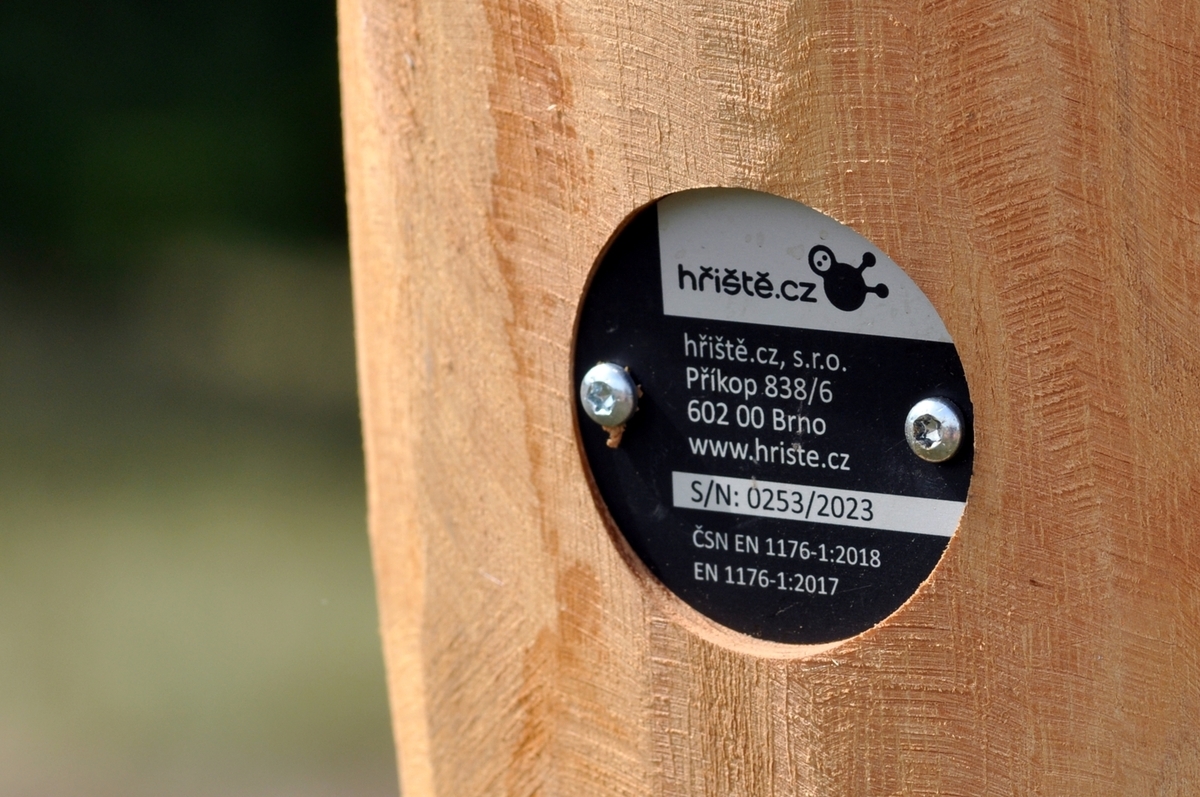 hřiště.cz
hřiště.cz, s.r.o.
Příkop 838/6
602 00 Brno
www.hriste.cz
S/N: 0253/2023
ČSN EN 1176-1:2018
EN 1176-1:2017